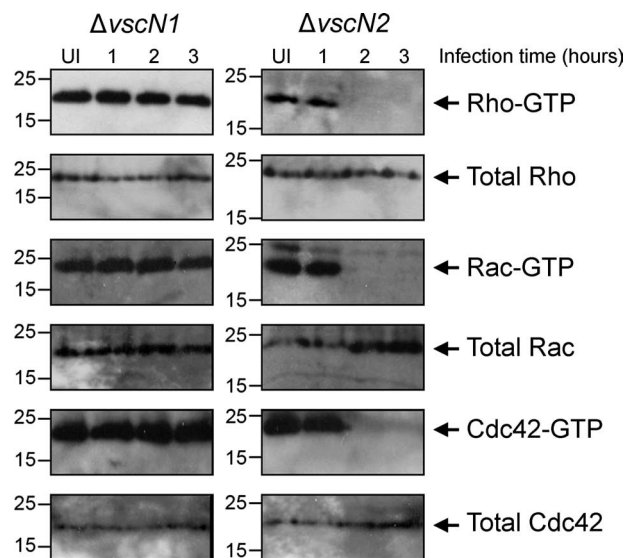 ΔvscN1 ΔvscN2
UI 1 2 3 UI 1 2 3 Infection time (hours)
25 15 25 15 Rho-GTP
25 15 25 15 Total Rho
25 15 25 15 Rac-GTP
25 15 25 15 Total Rac
25 15 25 15 Cdc42-GTP
25 15 25 15 Total Cdc42